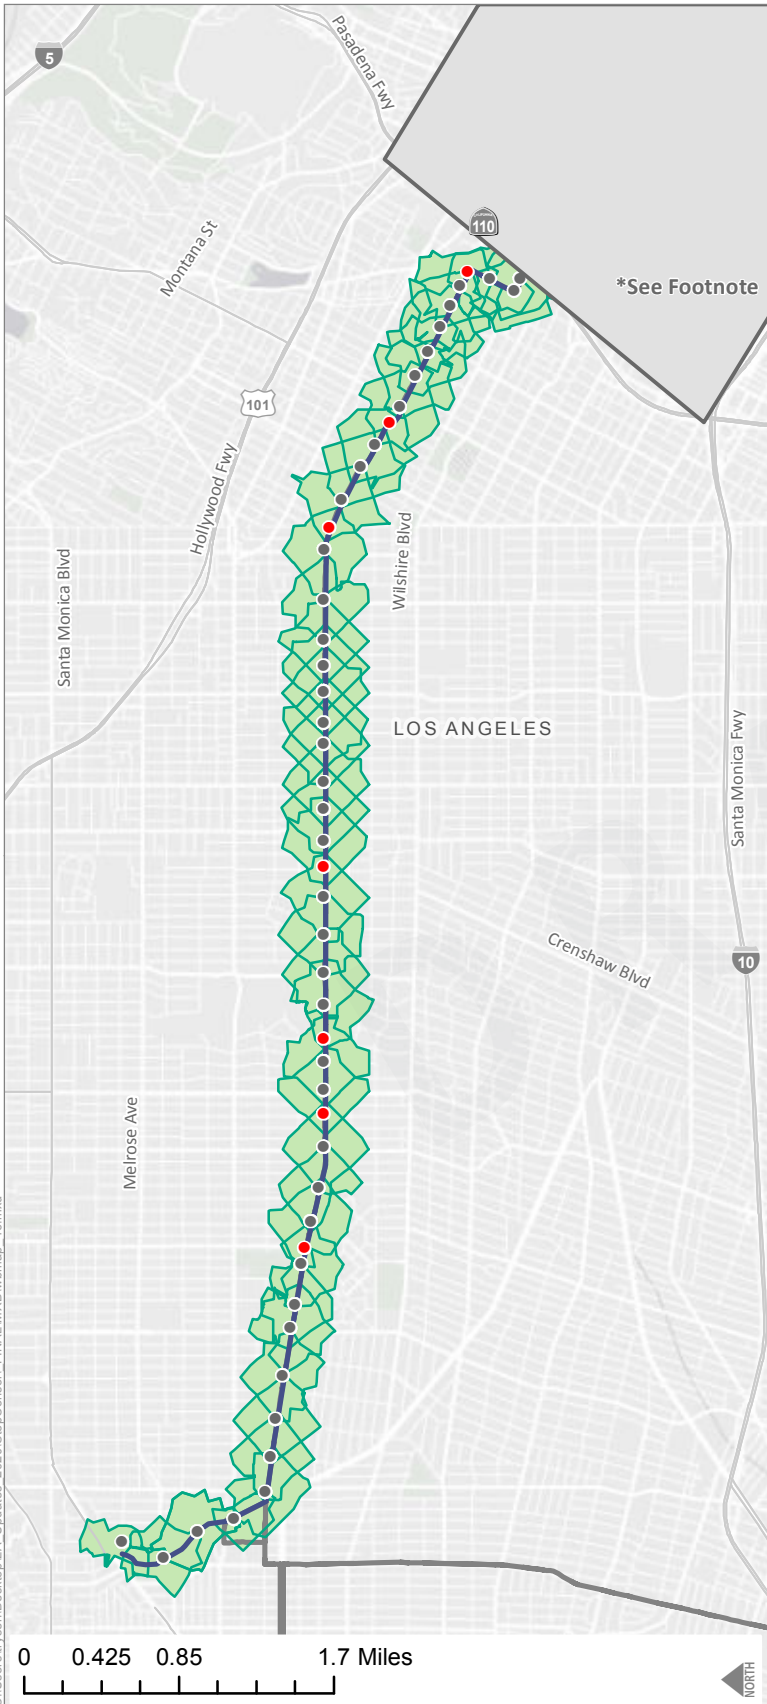 5
Pasadena Fwy
110
Montana St
*See Footnote
101
Hollywood Fwy
Wilshire Blvd
Santa Monica Blvd
LOS ANGELES
Santa Monica Fwy
Crenshaw Blvd
10
Melrose Ave
0 0.425 0.85 1.7 Miles
NORTH